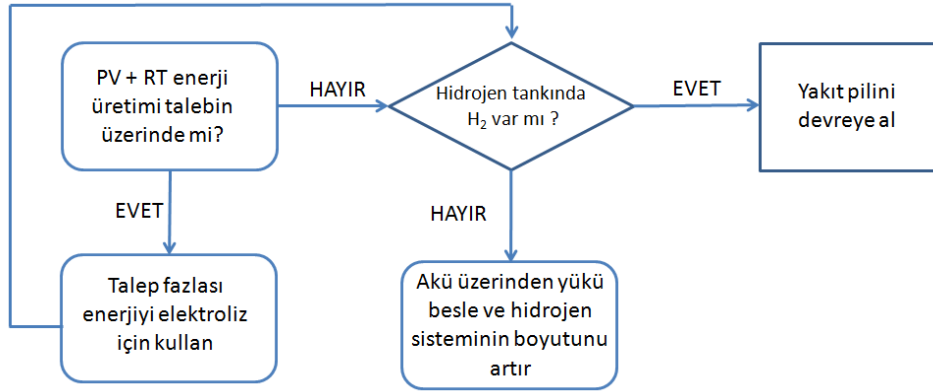 PV + RT enerji
üretimi talebin
üzerinde mi?
HAYIR
Hidrojen tankında
H₂ var mı ?
EVET
Yakıt pilini
devreye al
EVET
HAYIR
Talep fazlası
enerjiyi elektroliz
için kullan
Akü üzerinden yükü
besle ve hidrojen
sisteminin boyutunu
artır